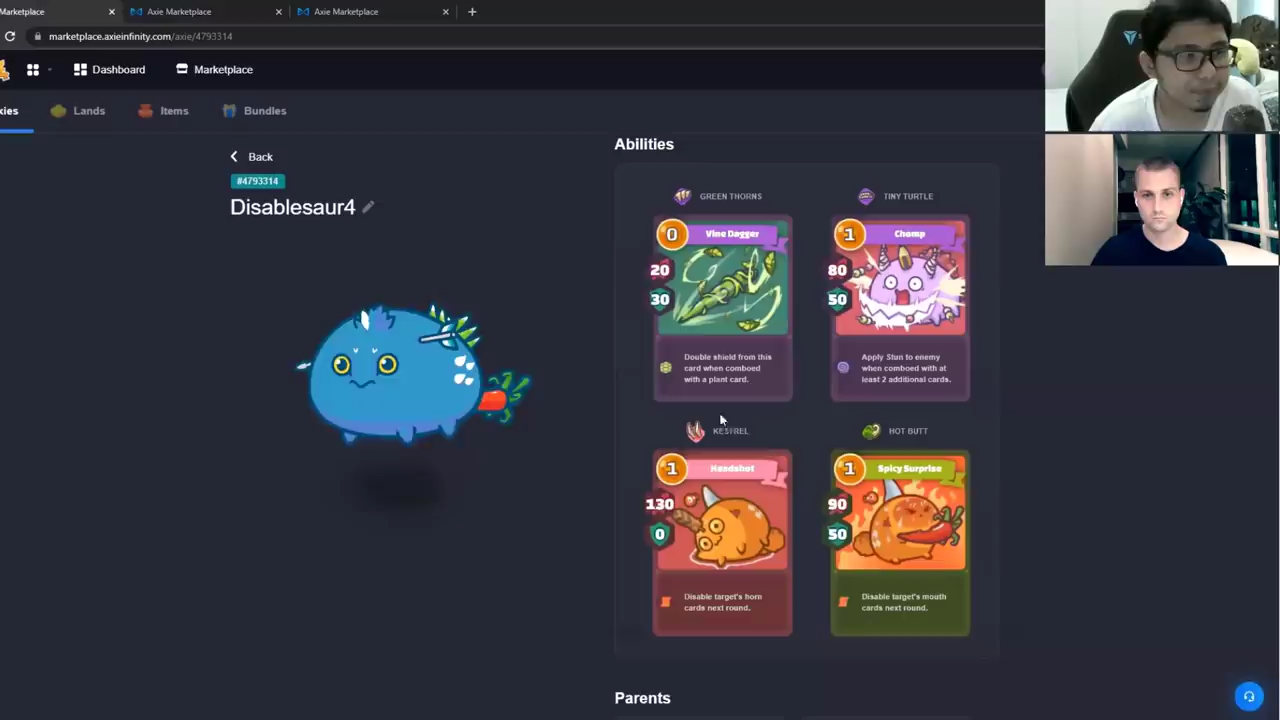 Marketplace
Axie Marketplace
Axie Marketplace
marketplace.axieinfinity.com/axie/4793314
Dashboard
Marketplace
xies
Lands
Items
Bundles
Back
#4793314
Disablesaur4
Abilities
GREEN THORNS
TINY TURTLE
0
Vine Dagger
20
30
Double shield from this
card when comboed
with a plant card.
1
Chomp
80
50
Apply Stun to enemy
when comboed with at
least 2 additional cards.
KESTREL
HOT BUTT
1
Headshot
130
0
Disable target's horn
cards next round.
1
Spicy Surprise
90
50
Disable target's mouth
cards next round.
Parents